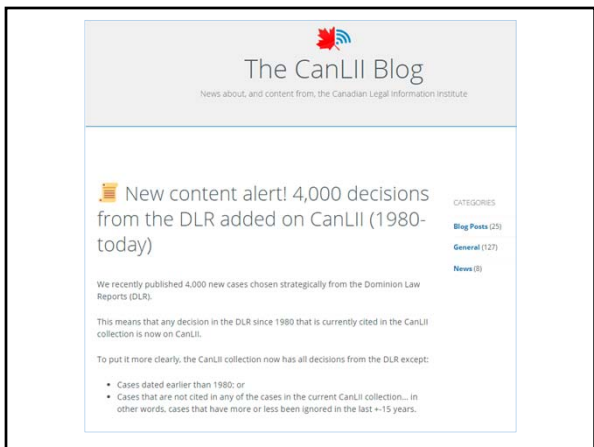 The CanLII Blog
News about, and content from, the Canadian Legal Information Institute
New content alert! 4,000 decisions
from the DLR added on CanLII (1980-
today)
We recently published 4,000 new cases chosen strategically from the Dominion Law
Reports (DLR).
This means that any decision in the DLR since 1980 that is currently cited in the CanLII
collection is now on CanLII.
To put it more clearly, the CanLII collection now has all decisions from the DLR except:
• Cases dated earlier than 1980; or
• Cases that are not cited in any of the cases in the current CanLII collection... in
other words, cases that have more or less been ignored in the last +-15 years.
CATEGORIES
Blog Posts (25)
General (127)
News (8)